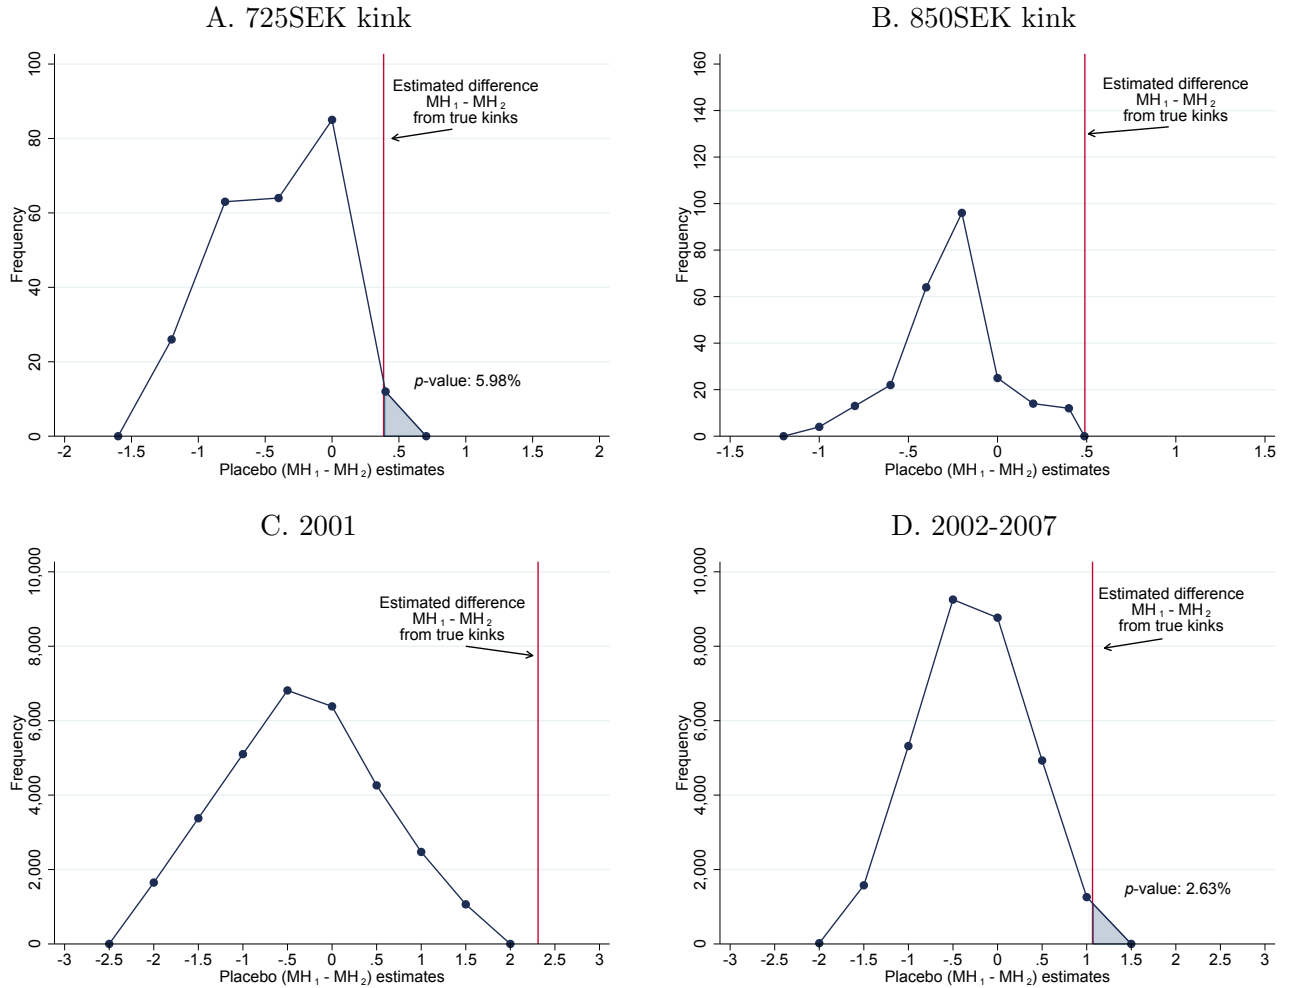 A. 725SEK kink
100
80
60
40
20
0
Frequency
Estimated difference
MH₁ - MH₂
from true kinks
p-value: 5.98%
-2 -1.5 -1 -.5 0 .5 1 1.5 2
Placebo (MH₁ - MH₂) estimates
B. 850SEK kink
160
140
120
100
80
60
40
20
0
Frequency
Estimated difference
MH₁ - MH₂
from true kinks
-1.5 -1 -.5 0 .5 1 1.5
Placebo (MH₁ - MH₂) estimates
C. 2001
10,000
8,000
6,000
4,000
2,000
0
Frequency
Estimated difference
MH₁ - MH₂
from true kinks
-3 -2.5 -2 -1.5 -1 -.5 0 .5 1 1.5 2 2.5 3
Placebo (MH₁ - MH₂) estimates
D. 2002-2007
10,000
8,000
6,000
4,000
2,000
0
Frequency
Estimated difference
MH₁ - MH₂
from true kinks
p-value: 2.63%
-3 -2.5 -2 -1.5 -1 -.5 0 .5 1 1.5 2 2.5 3
Placebo (MH₁ - MH₂) estimates